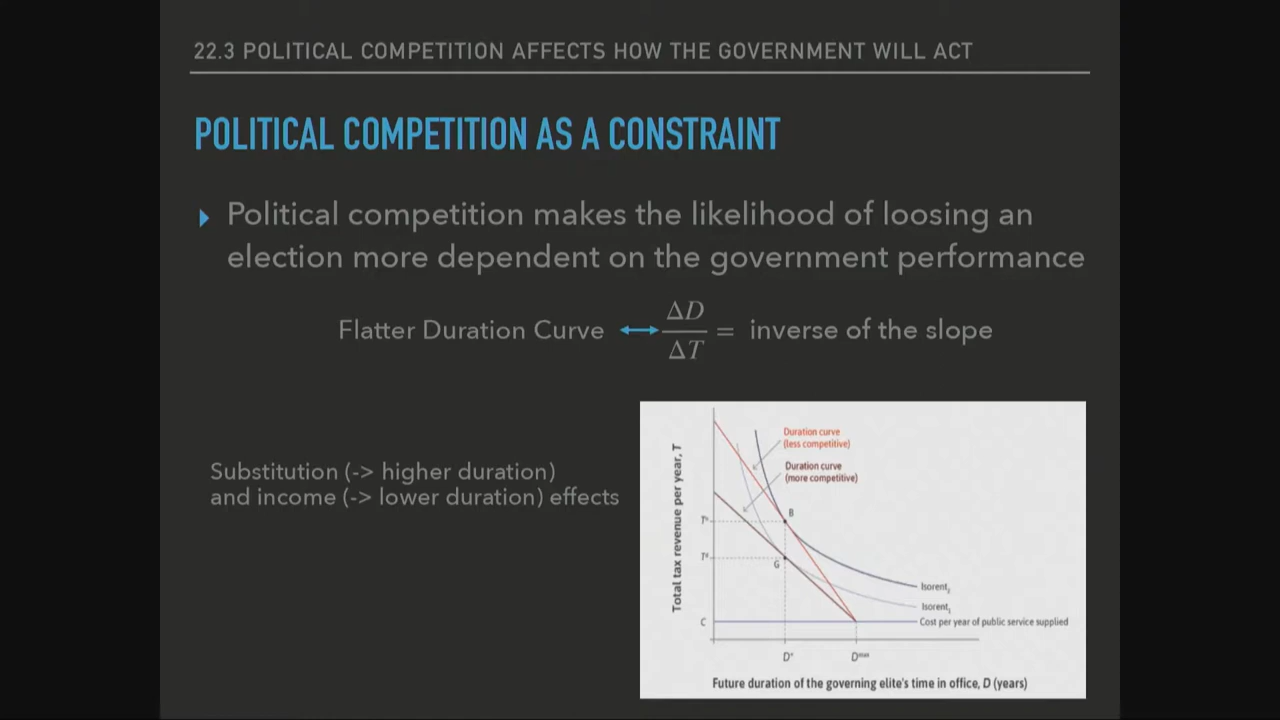 22.3 POLITICAL COMPETITION AFFECTS HOW THE GOVERNMENT WILL ACT
POLITICAL COMPETITION AS A CONSTRAINT
Political competition makes the likelihood of loosing an
election more dependent on the government performance
Flatter Duration Curve ↔ ΔD/ΔT = inverse of the slope
Substitution (-> higher duration)
and income (-> lower duration) effects
Total tax revenue per year, T
Duration curve
(less competitive)
Duration curve
(more competitive)
B
G
C
Isorent
Isorent
Cost per year of public service supplied
D*
Dmax
Future duration of the governing elite's time in office, D (years)